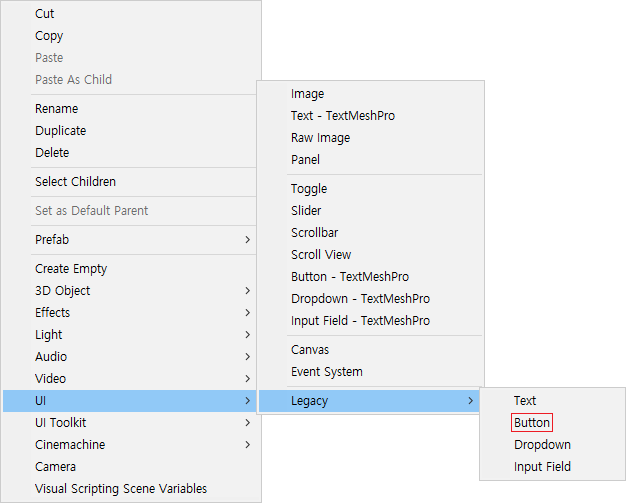 Cut
Copy
Paste
Paste As Child
Rename
Duplicate
Delete
Select Children
Set as Default Parent
Prefab
Create Empty
3D Object
Effects
Light
Audio
Video
UI
UI Toolkit
Cinemachine
Camera
Visual Scripting Scene Variables
Image
Text - TextMeshPro
Raw Image
Panel
Toggle
Slider
Scrollbar
Scroll View
Button - TextMeshPro
Dropdown - TextMeshPro
Input Field - TextMeshPro
Canvas
Event System
Legacy
Text
Button
Dropdown
Input Field